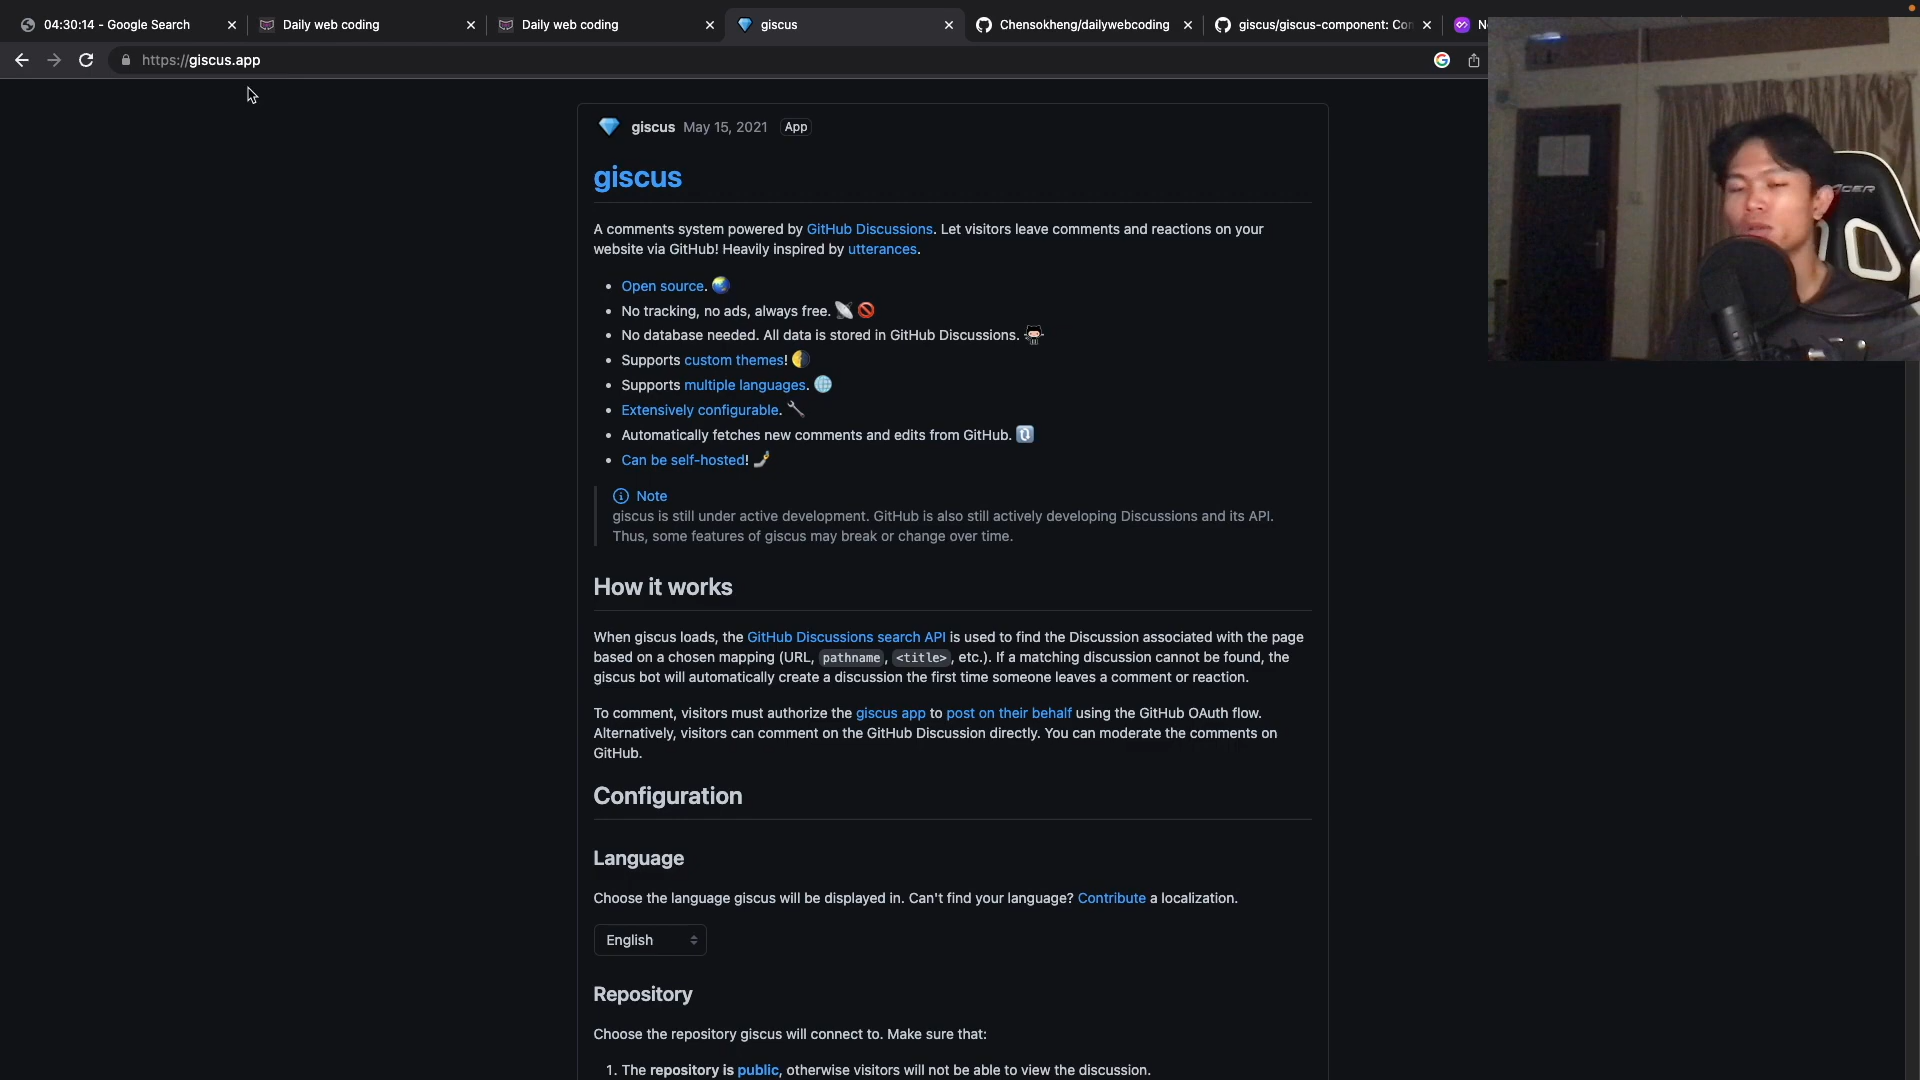 04:30:14 - Google Search
Daily web coding
Daily web coding
giscus
Chensokheng/dailywebcoding
giscus/giscus-component: Con
https://giscus.app
giscus May 15, 2021 App
giscus
A comments system powered by GitHub Discussions. Let visitors leave comments and reactions on your
website via GitHub! Heavily inspired by utterances.
• Open source. 🌏
• No tracking, no ads, always free. 📡 🚫
• No database needed. All data is stored in GitHub Discussions.
• Supports custom themes! 🌗
• Supports multiple languages. 🌐
• Extensively configurable. 🔧
• Automatically fetches new comments and edits from GitHub. 🔃
• Can be self-hosted! 🤳
Note
giscus is still under active development. GitHub is also still actively developing Discussions and its API.
Thus, some features of giscus may break or change over time.
How it works
When giscus loads, the GitHub Discussions search API is used to find the Discussion associated with the page
based on a chosen mapping (URL, pathname, <title>, etc.). If a matching discussion cannot be found, the
giscus bot will automatically create a discussion the first time someone leaves a comment or reaction.
To comment, visitors must authorize the giscus app to post on their behalf using the GitHub OAuth flow.
Alternatively, visitors can comment on the GitHub Discussion directly. You can moderate the comments on
GitHub.
Configuration
Language
Choose the language giscus will be displayed in. Can't find your language? Contribute a localization.
English
Repository
Choose the repository giscus will connect to. Make sure that:
1. The repository is public, otherwise visitors will not be able to view the discussion.